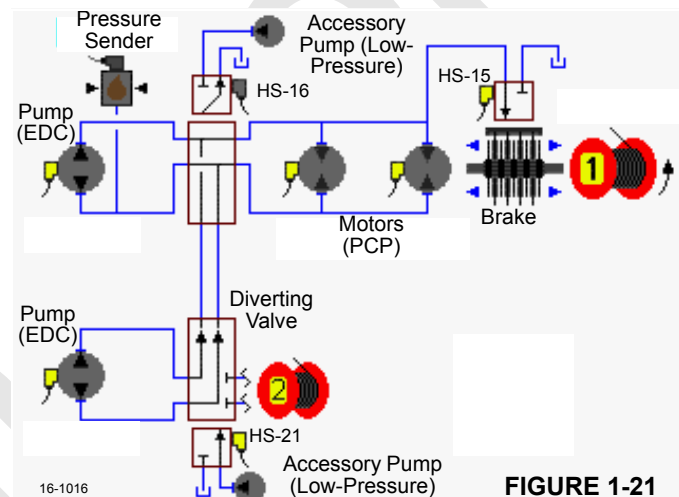 Pressure
Sender
Accessory
Pump (Low-
Pressure)
HS-16
HS-15
Pump
(EDC)
1
Motors
(PCP)
Brake
Pump
(EDC)
Diverting
Valve
2
HS-21
Accessory Pump
(Low-Pressure)
16-1016
FIGURE 1-21